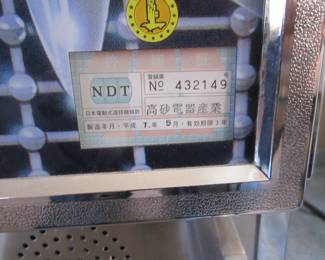 登録番 号
NDT
No 432149
日本電動式遊技機特許
高砂電器産業
製造年月・平成 7年 5月・有効期間3年